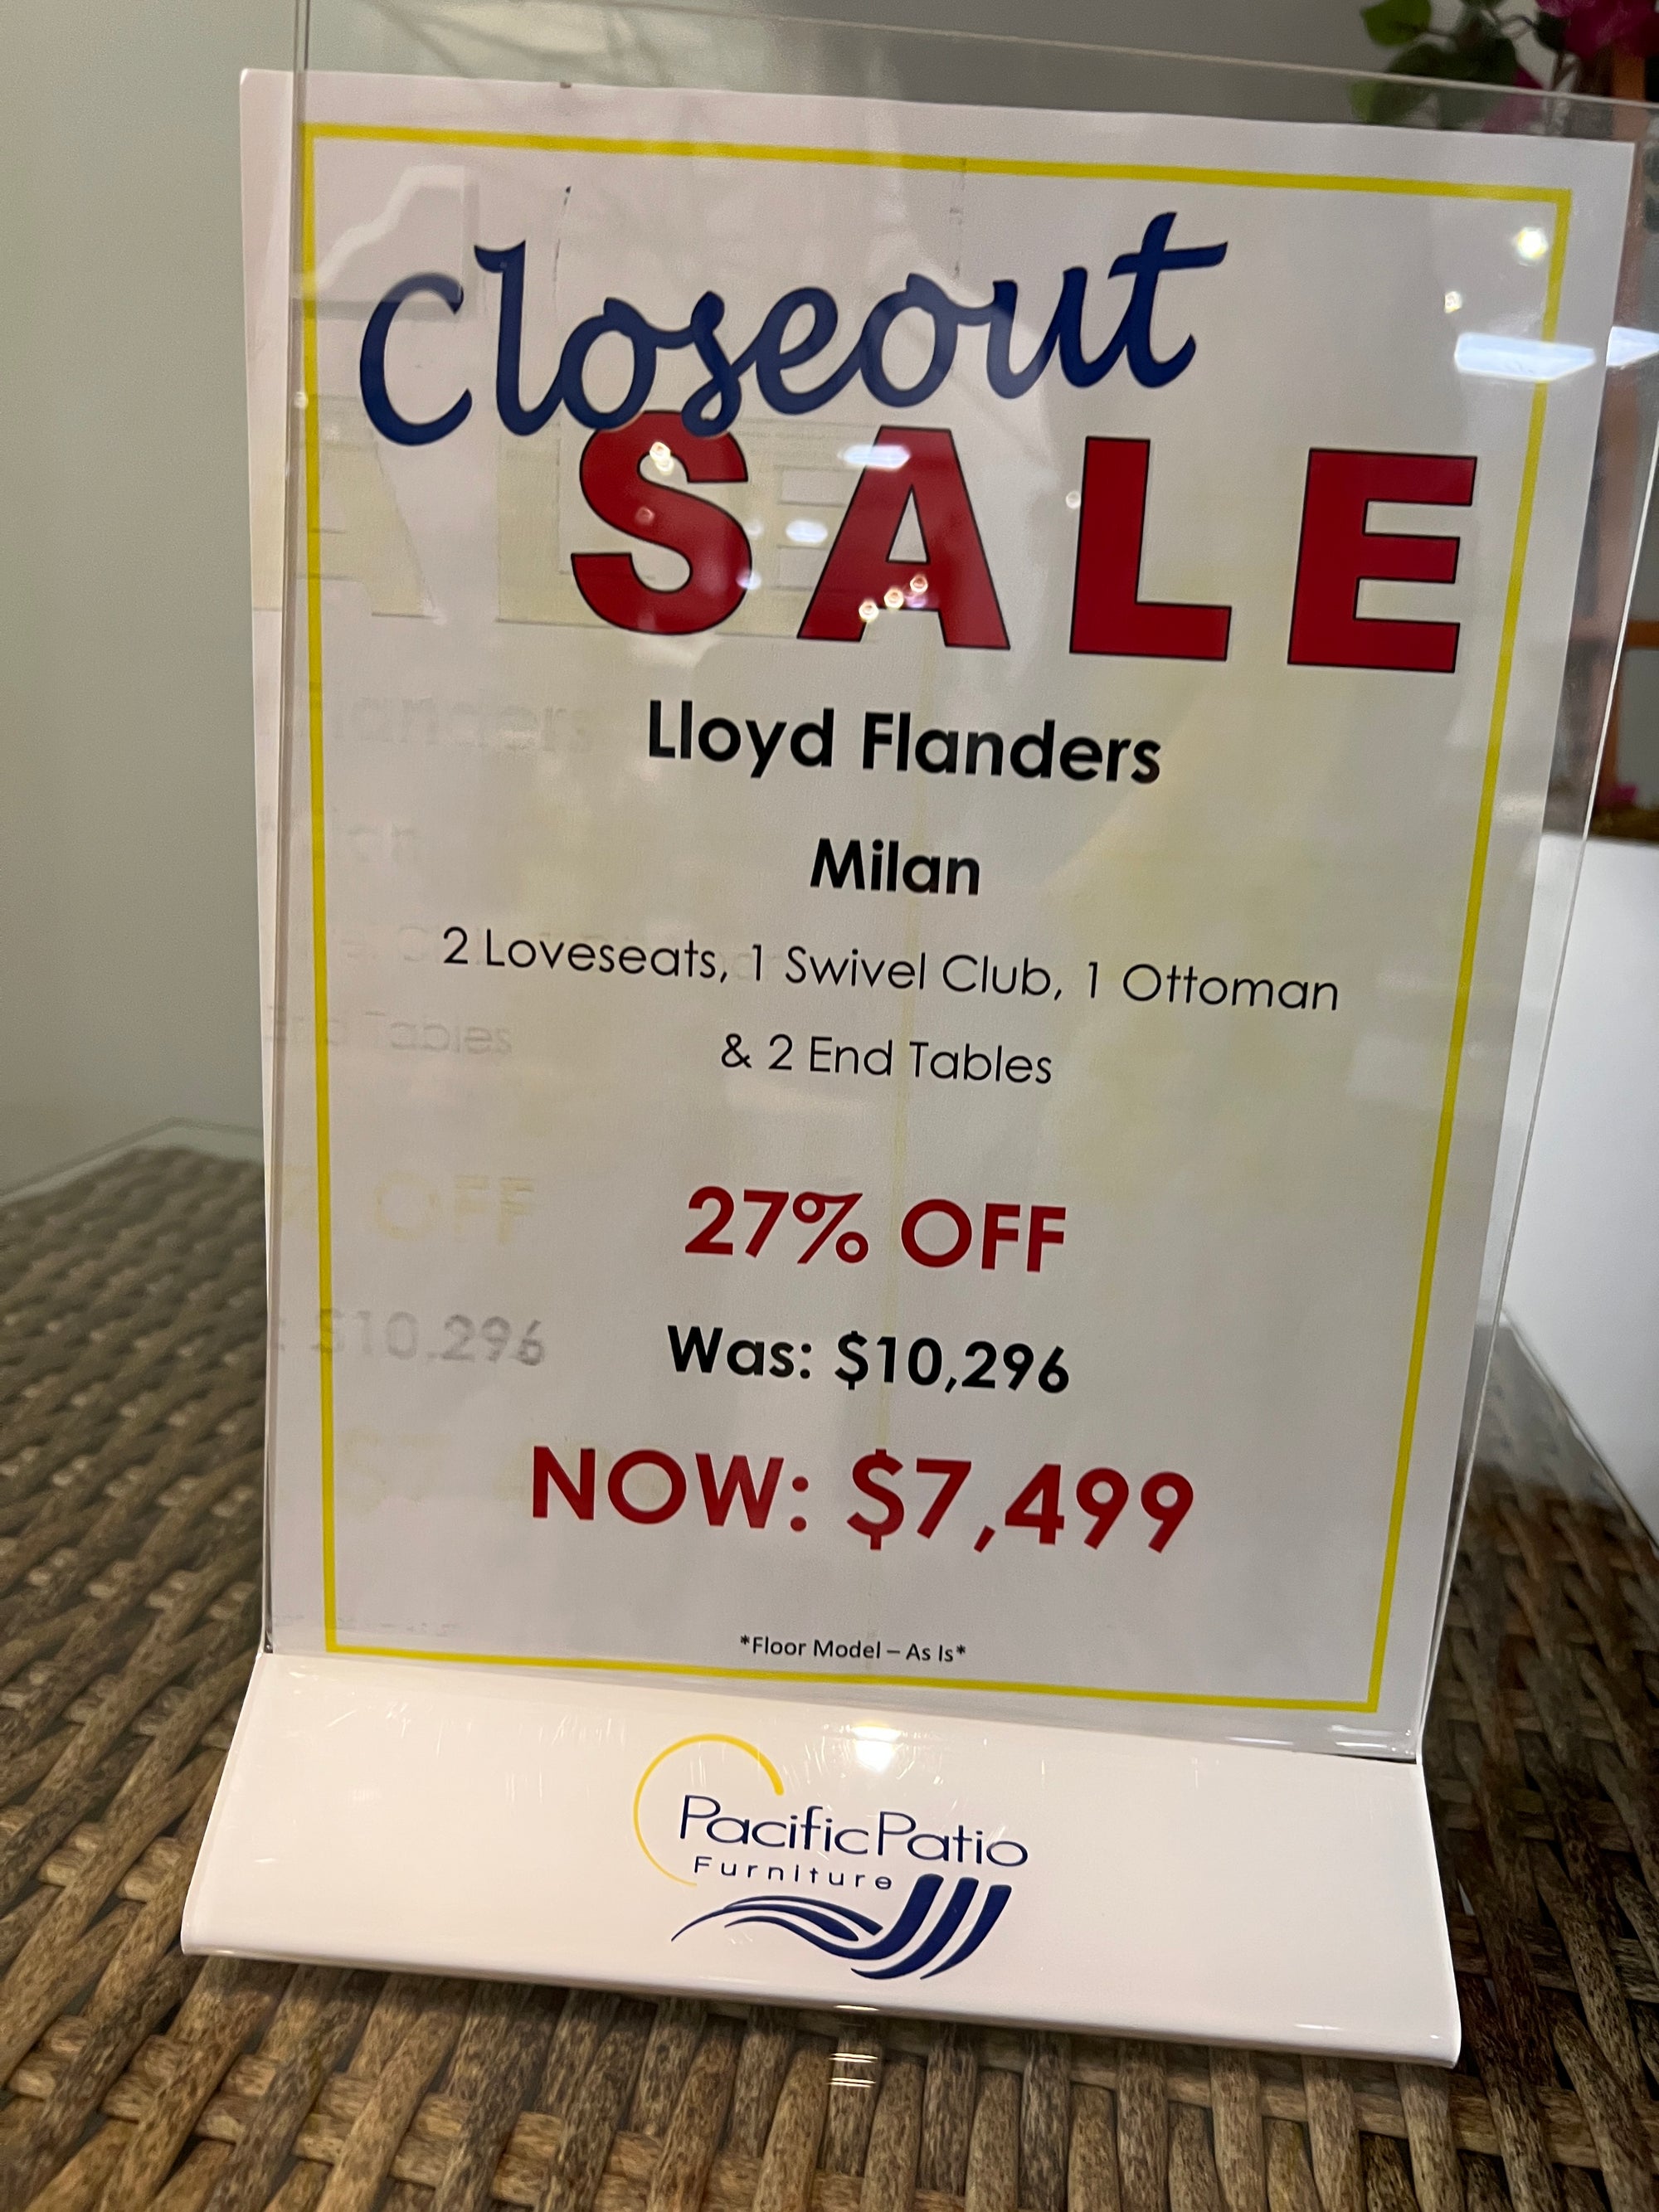 Closeout
SALE
Lloyd Flanders
Milan
2 Loveseats, 1 Swivel Club, 1 Ottoman
& 2 End Tables
27% OFF
Was: $10,296
NOW: $7,499
*Floor Model – As Is*
PacificPatio
Furniture